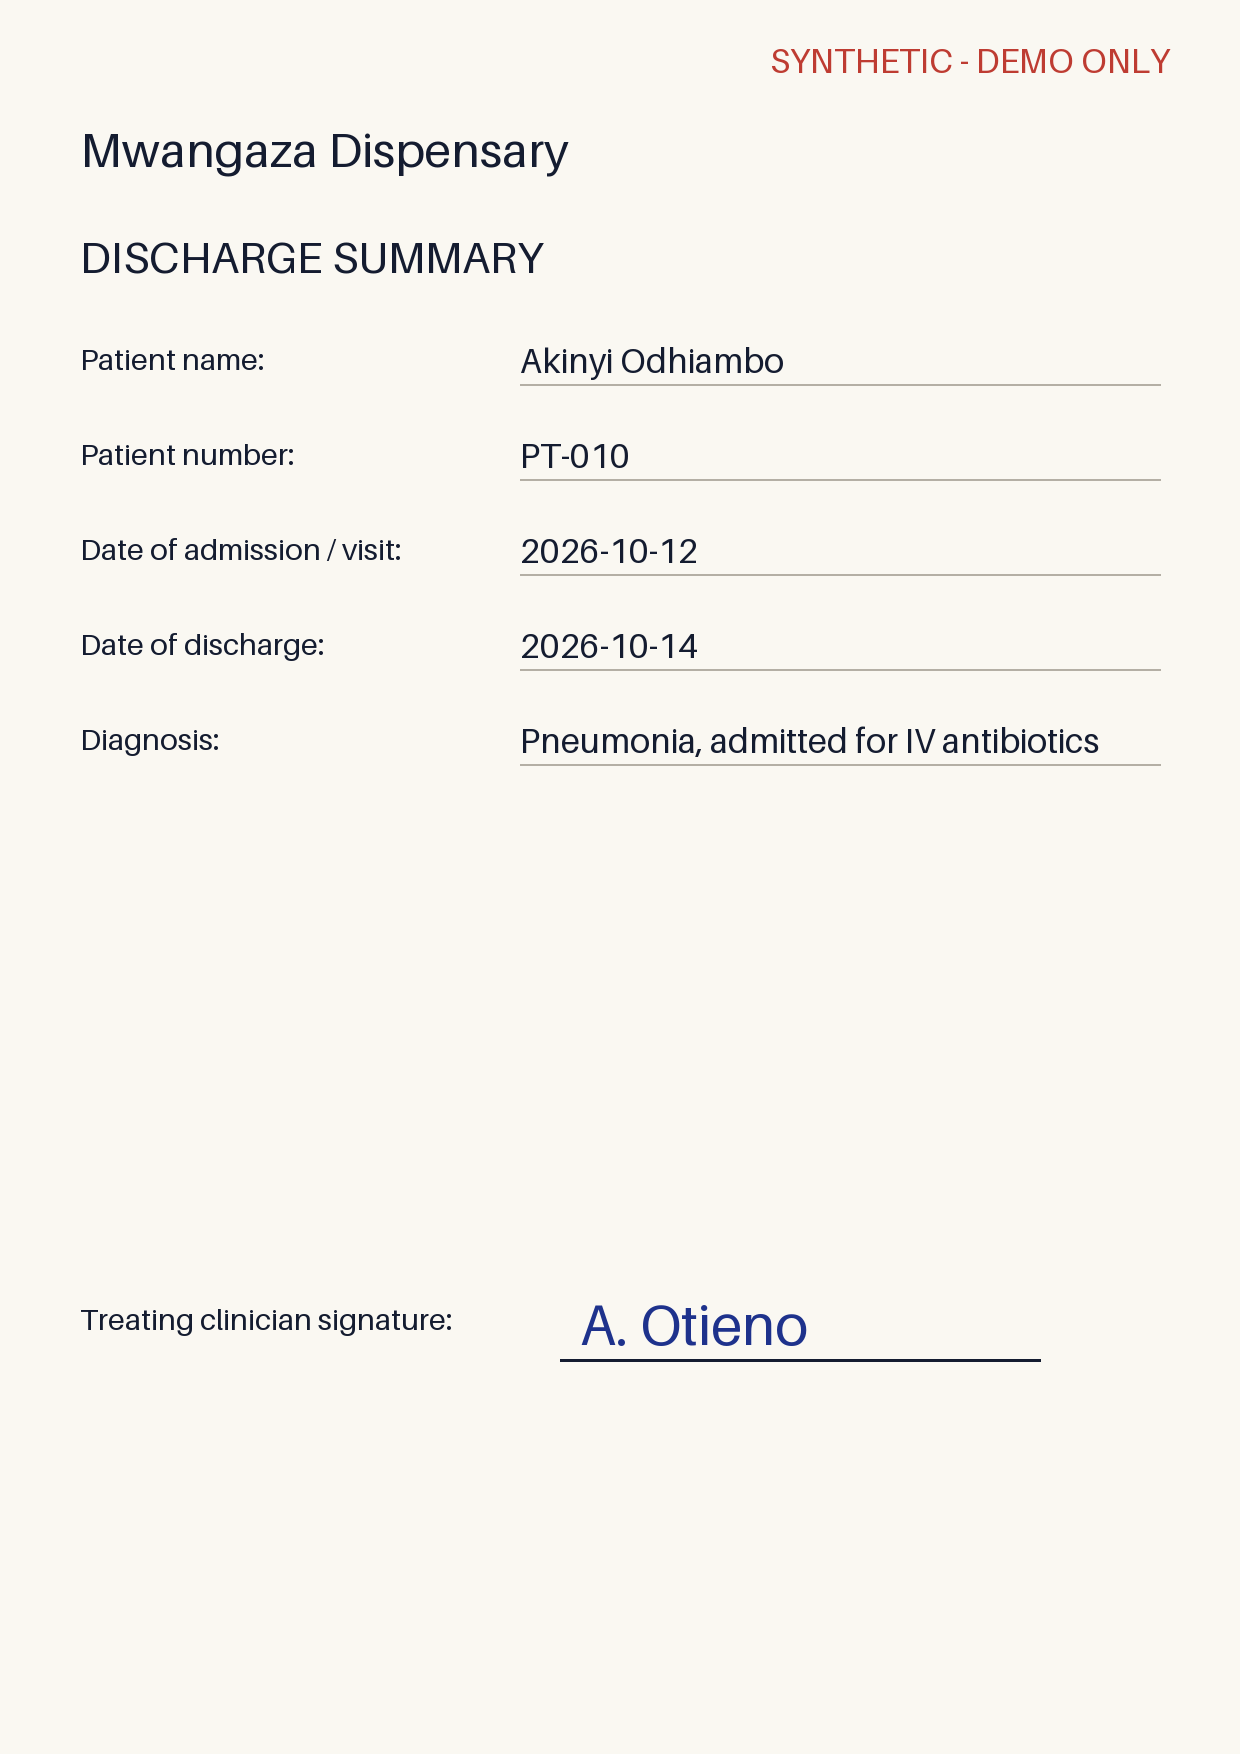 SYNTHETIC - DEMO ONLY
Mwangaza Dispensary
DISCHARGE SUMMARY
Patient name: Akinyi Odhiambo
Patient number: PT-010
Date of admission / visit: 2026-10-12
Date of discharge: 2026-10-14
Diagnosis: Pneumonia, admitted for IV antibiotics
Treating clinician signature: A. Otieno